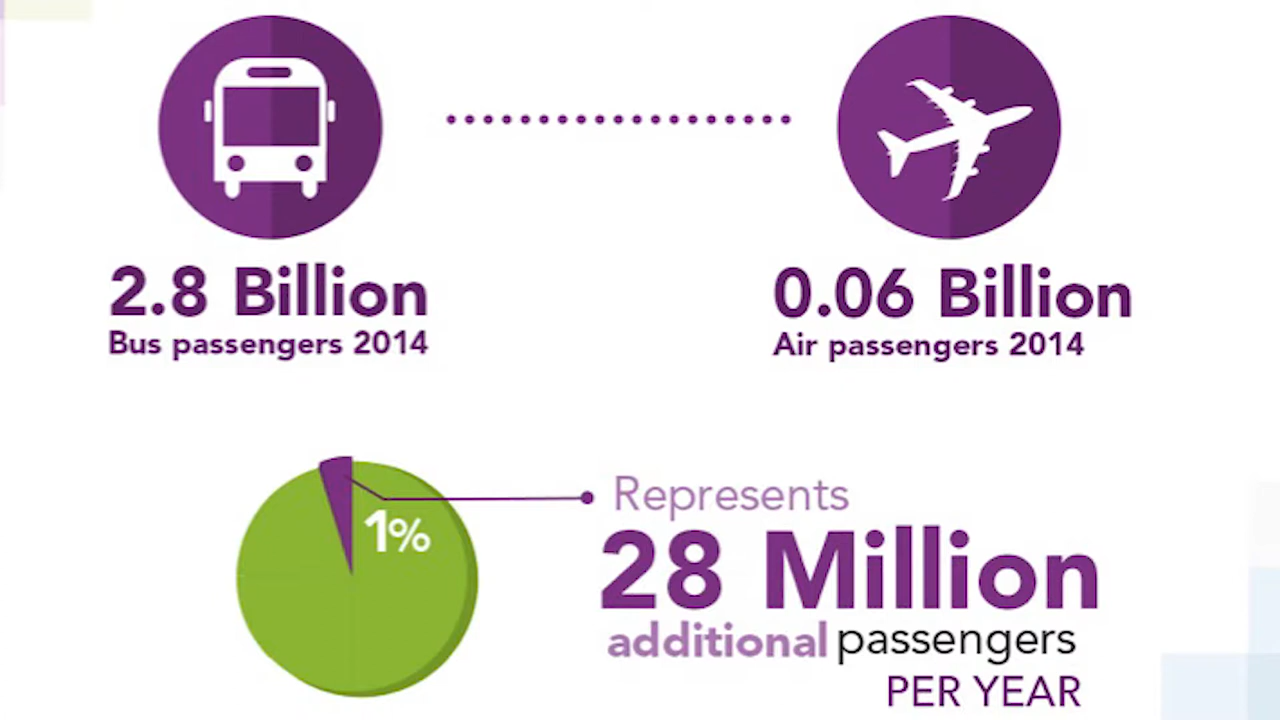 2.8 Billion
Bus passengers 2014
0.06 Billion
Air passengers 2014
1%
Represents
28 Million
additional passengers
PER YEAR